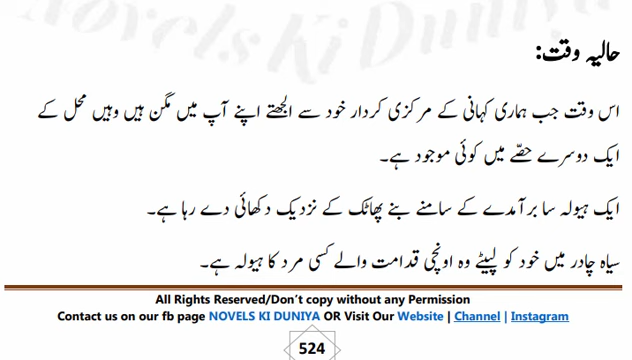 Novels Ki Duniya
حالیہ وقت:
اس وقت جب ہماری کہانی کے مرکزی کردار خود سے الجھتے اپنے آپ میں مگن ہیں وہیں محل کے
ایک دوسرے حصّے میں کوئی موجود ہے۔
ایک ہیولہ سا برآمدے کے سامنے بنے پھاٹک کے نزدیک دکھائی دے رہا ہے۔
سیاہ چادر میں خود کو لپیٹے وہ اونچی قدامت والے کسی مرد کا ہیولہ ہے۔
All Rights Reserved/Don't copy without any Permission
Contact us on our fb page NOVELS KI DUNIYA OR Visit Our Website | Channel | Instagram
524